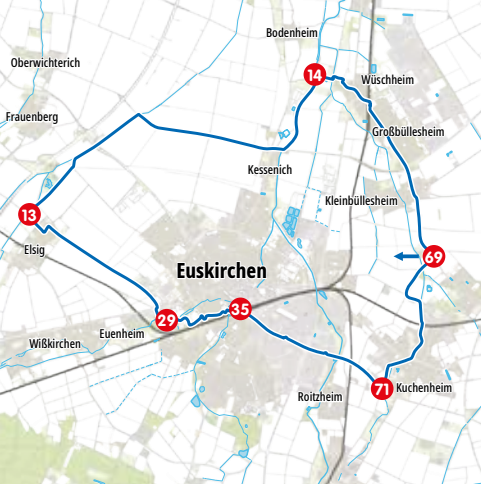 Bodenheim
Oberwichterich
14
Wüschheim
Frauenberg
Großbüllesheim
Kessenich
Kleinbüllesheim
13
Elsig
69
Euskirchen
35
29
Euenheim
Wißkirchen
71
Kuchenheim
Roitzheim